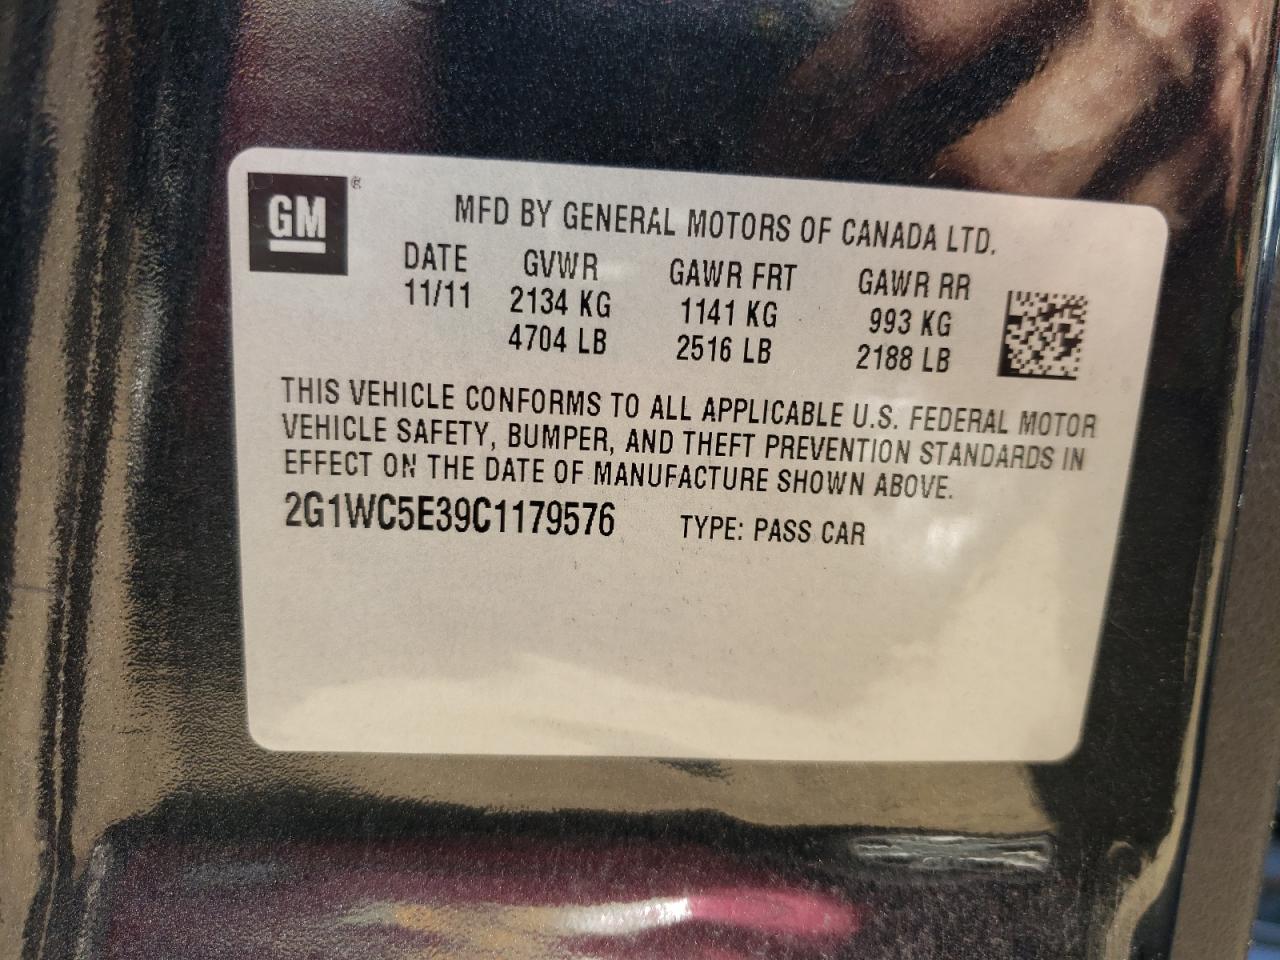 GM ®
MFD BY GENERAL MOTORS OF CANADA LTD.
DATE GVWR GAWR FRT GAWR RR
11/11 2134 KG 1141 KG 993 KG
4704 LB 2516 LB 2188 LB
THIS VEHICLE CONFORMS TO ALL APPLICABLE U.S. FEDERAL MOTOR
VEHICLE SAFETY, BUMPER, AND THEFT PREVENTION STANDARDS IN
EFFECT ON THE DATE OF MANUFACTURE SHOWN ABOVE.
2G1WC5E39C1179576 TYPE: PASS CAR